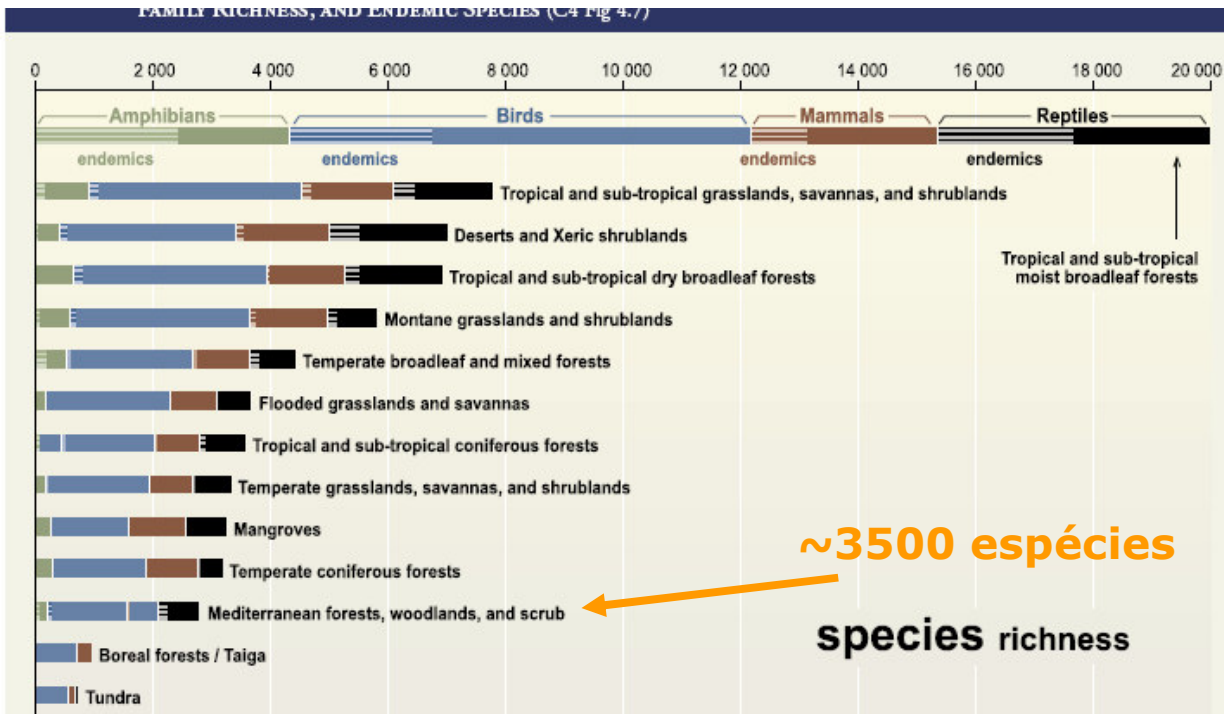 FAMILY RICHNESS, AND ENDEMIC SPECIES (C4 Fig 4.7)
0 2 000 4 000 6 000 8 000 10 000 12 000 14 000 16 000 18 000 20 000
Amphibians Birds Mammals Reptiles
endemics endemics endemics endemics
Tropical and sub-tropical grasslands, savannas, and shrublands
Deserts and Xeric shrublands
Tropical and sub-tropical
moist broadleaf forests
Tropical and sub-tropical dry broadleaf forests
Montane grasslands and shrublands
Temperate broadleaf and mixed forests
Flooded grasslands and savannas
Tropical and sub-tropical coniferous forests
Temperate grasslands, savannas, and shrublands
Mangroves
~3500 espécies
Temperate coniferous forests
Mediterranean forests, woodlands, and scrub
species richness
Boreal forests / Taiga
Tundra